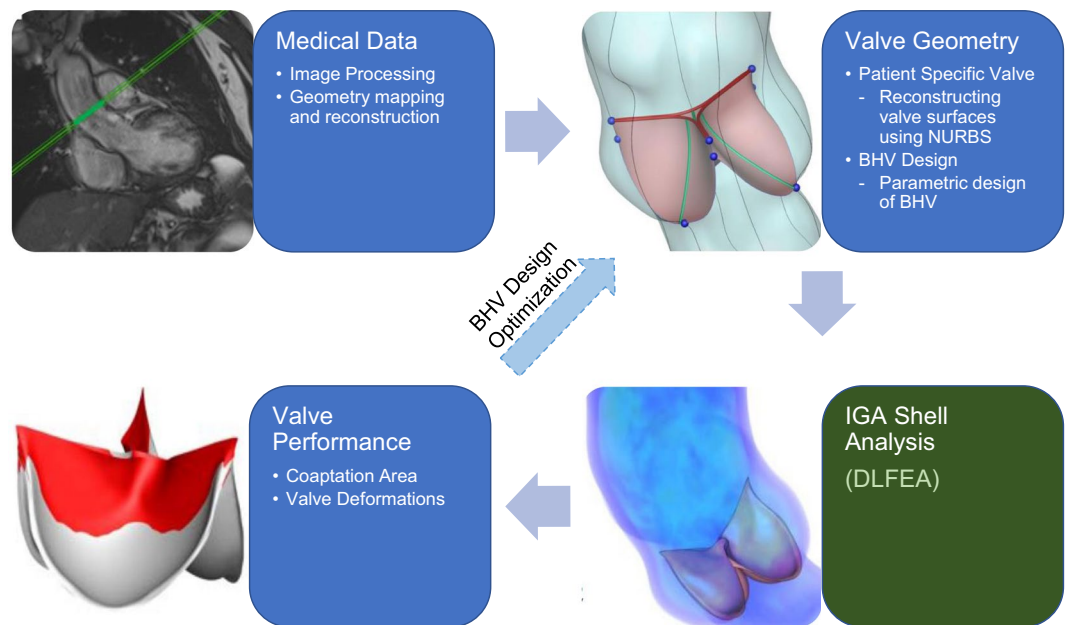 Medical Data
• Image Processing
• Geometry mapping
and reconstruction
Valve Geometry
• Patient Specific Valve
- Reconstructing
valve surfaces
using NURBS
• BHV Design
- Parametric design
of BHV
BHV Design
Optimization
Valve
Performance
• Coaptation Area
• Valve Deformations
IGA Shell
Analysis
(DLFEA)